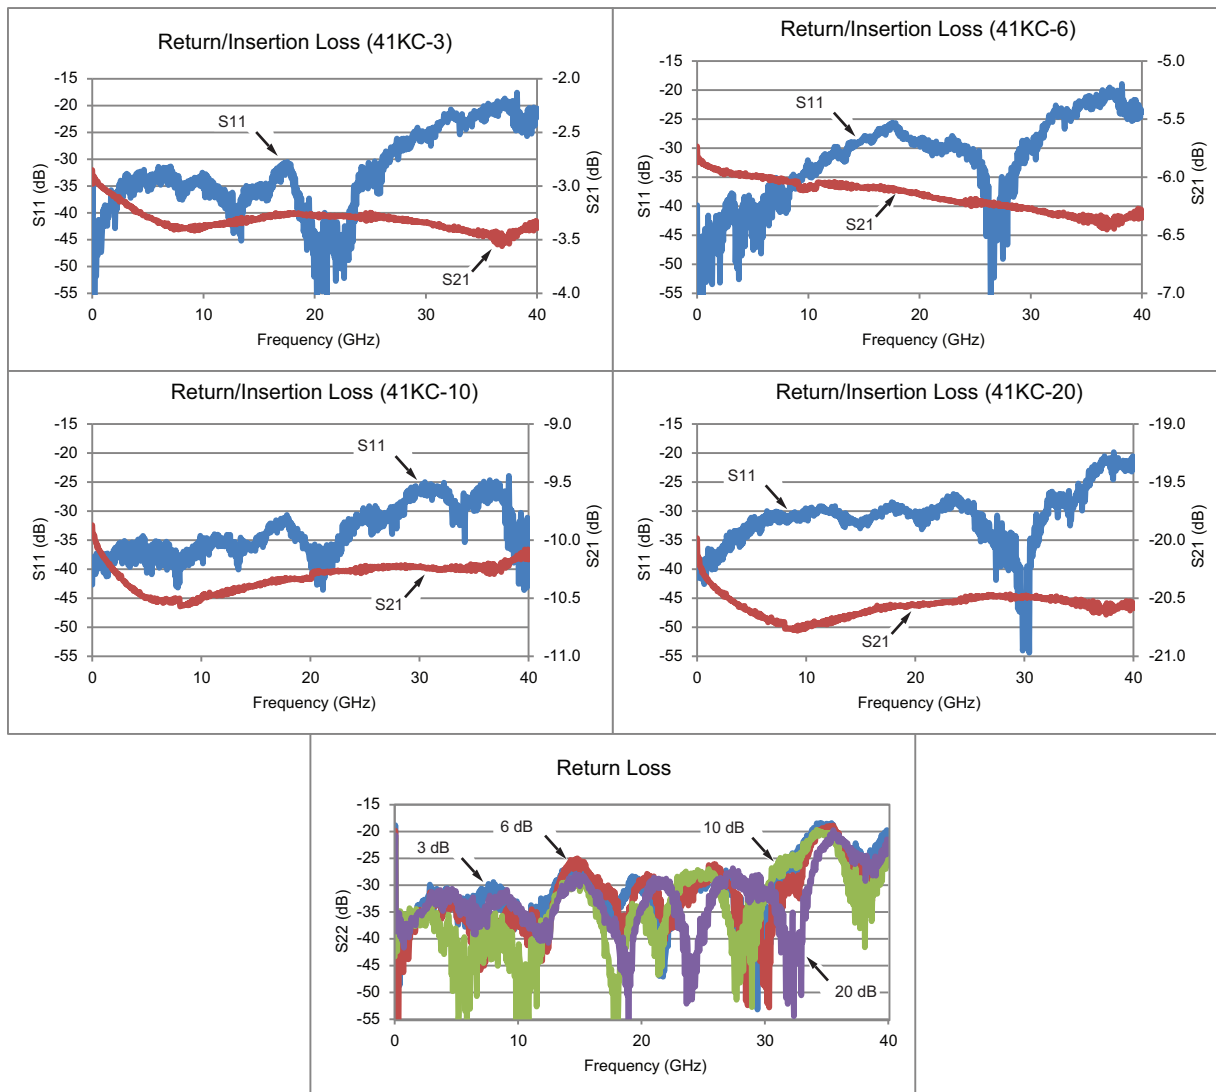 Return/Insertion Loss (41KC-3)
-15
-20
-25
-30
-35
-40
-45
-50
-55
S11 (dB)
S11
S21
-2.0
-2.5
-3.0
-3.5
-4.0
S21 (dB)
0 10 20 30 40
Frequency (GHz)
Return/Insertion Loss (41KC-6)
-15
-20
-25
-30
-35
-40
-45
-50
-55
S11 (dB)
S11
S21
-5.0
-5.5
-6.0
-6.5
-7.0
S21 (dB)
0 10 20 30 40
Frequency (GHz)
Return/Insertion Loss (41KC-10)
-15
-20
-25
-30
-35
-40
-45
-50
-55
S11 (dB)
S11
S21
-9.0
-9.5
-10.0
-10.5
-11.0
S21 (dB)
0 10 20 30 40
Frequency (GHz)
Return/Insertion Loss (41KC-20)
-15
-20
-25
-30
-35
-40
-45
-50
-55
S11 (dB)
S11
S21
-19.0
-19.5
-20.0
-20.5
-21.0
S21 (dB)
0 10 20 30 40
Frequency (GHz)
Return Loss
-15
-20
-25
-30
-35
-40
-45
-50
-55
S22 (dB)
3 dB
6 dB
10 dB
20 dB
0 10 20 30 40
Frequency (GHz)